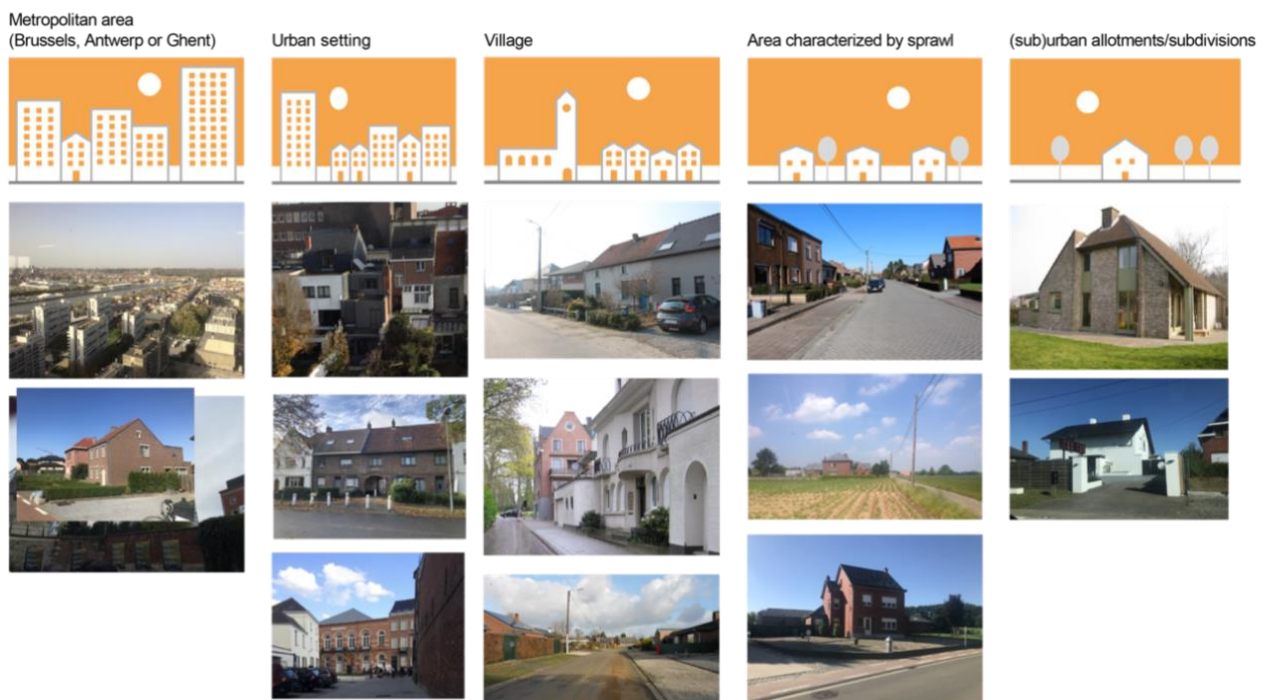 Metropolitan area
(Brussels, Antwerp or Ghent)
Urban setting
Village
Area characterized by sprawl
(sub)urban allotments/subdivisions